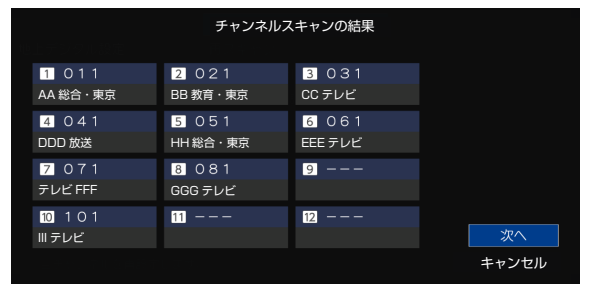 チャンネルスキャンの結果
1 011
AA 総合・東京
2 021
BB 教育・東京
3 031
CC テレビ
4 041
DDD 放送
5 051
HH 総合・東京
6 061
EEE テレビ
7 071
テレビ FFF
8 081
GGG テレビ
9 ---
10 101
III テレビ
11 ---
12 ---
次へ
キャンセル